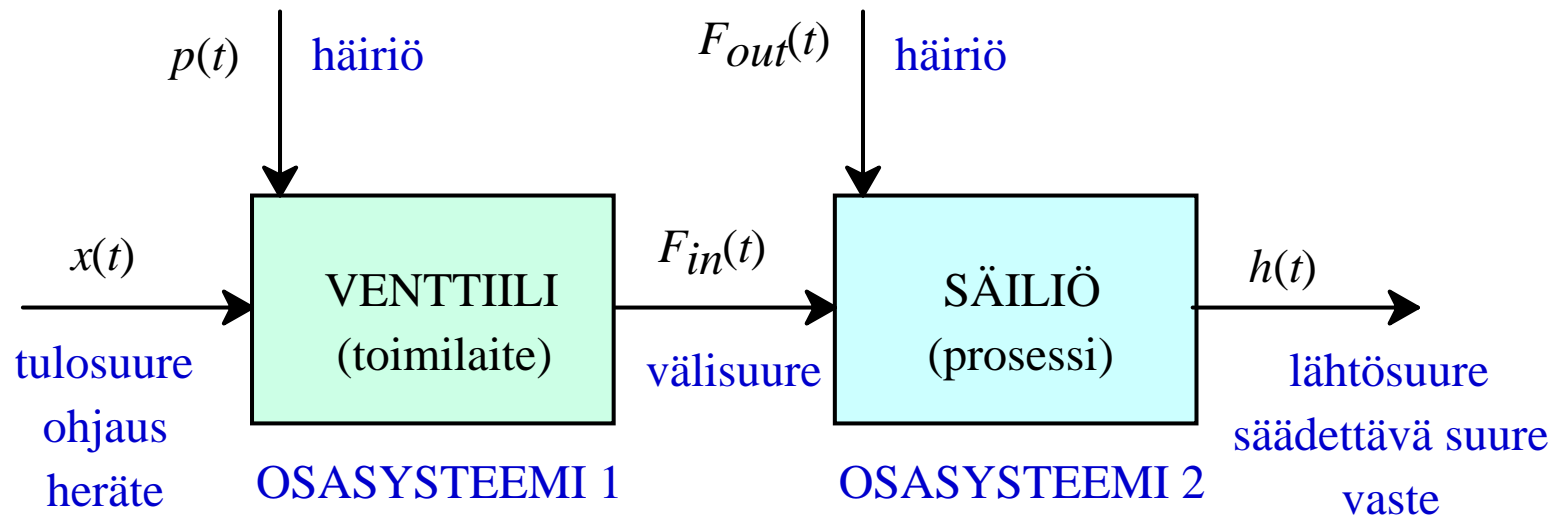 p(t) häiriö
F_out(t) häiriö
x(t)
tulosuure
ohjaus
heräte
VENTTIILI
(toimilaite)
OSASYSTEEMI 1
F_in(t)
välisuure
SÄILIÖ
(prosessi)
OSASYSTEEMI 2
h(t)
lähtösuure
säädettävä suure
vaste